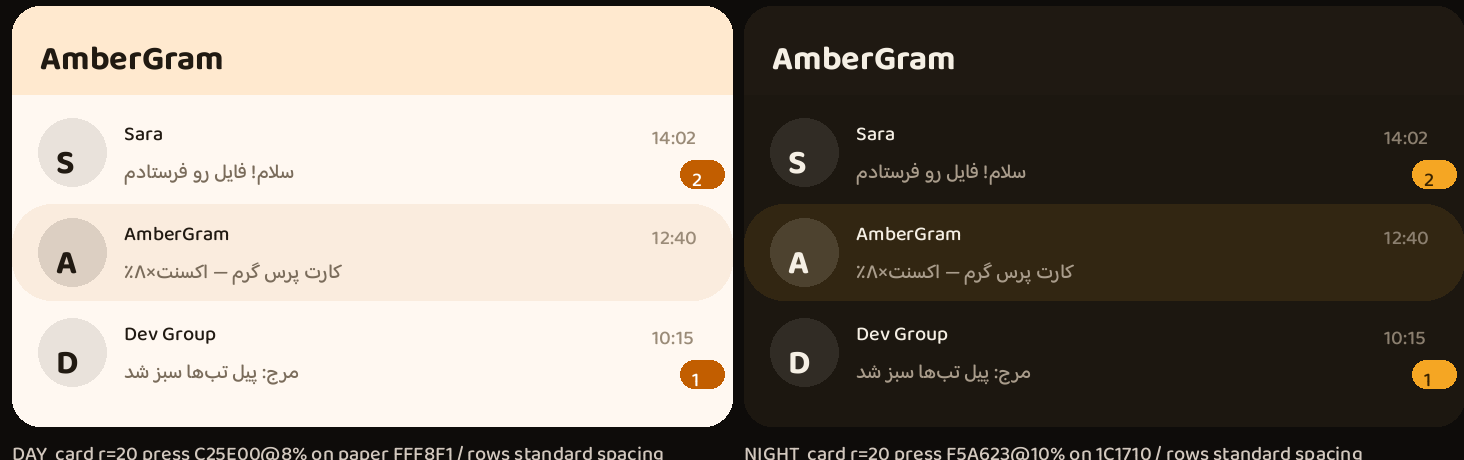 AmberGram
Sara
14:02
سلام! فایل رو فرستادم
2
S
AmberGram
12:40
کارت پرس گرم — اکسنت×۸٪
A
Dev Group
10:15
مرج: پیل تب‌ها سبز شد
1
D
DAY card r=20 press C25E00@8% on paper FFF8F1 / rows standard spacing
AmberGram
Sara
14:02
سلام! فایل رو فرستادم
2
S
AmberGram
12:40
کارت پرس گرم — اکسنت×۸٪
A
Dev Group
10:15
مرج: پیل تب‌ها سبز شد
1
D
NIGHT card r=20 press F5A623@10% on 1C1710 / rows standard spacing